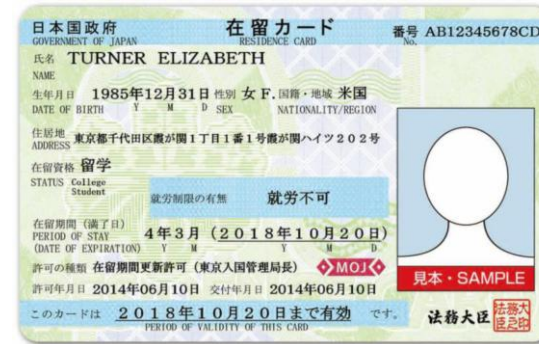 日本国政府 在留カード 番号 AB12345678CD
GOVERNMENT OF JAPAN RESIDENCE CARD No.
氏名 TURNER ELIZABETH
NAME
生年月日 1985年12月31日 性別 女 F. 国籍・地域 米国
DATE OF BIRTH Y M D SEX NATIONALITY/REGION
住居地 東京都千代田区霞が関1丁目1番1号霞が関ハイツ202号
ADDRESS
在留資格 留学
STATUS College
Student
就労制限の有無 就労不可
在留期間(満了日) 4年3月(2018年10月20日)
PERIOD OF STAY
(DATE OF EXPIRATION) Y M Y M D
許可の種類 在留期間更新許可(東京入国管理局長) MOJ
見本・SAMPLE
許可年月日 2014年06月10日 交付年月日 2014年06月10日
このカードは 2018年10月20日まで有効 です。
PERIOD OF VALIDITY OF THIS CARD
法務大臣